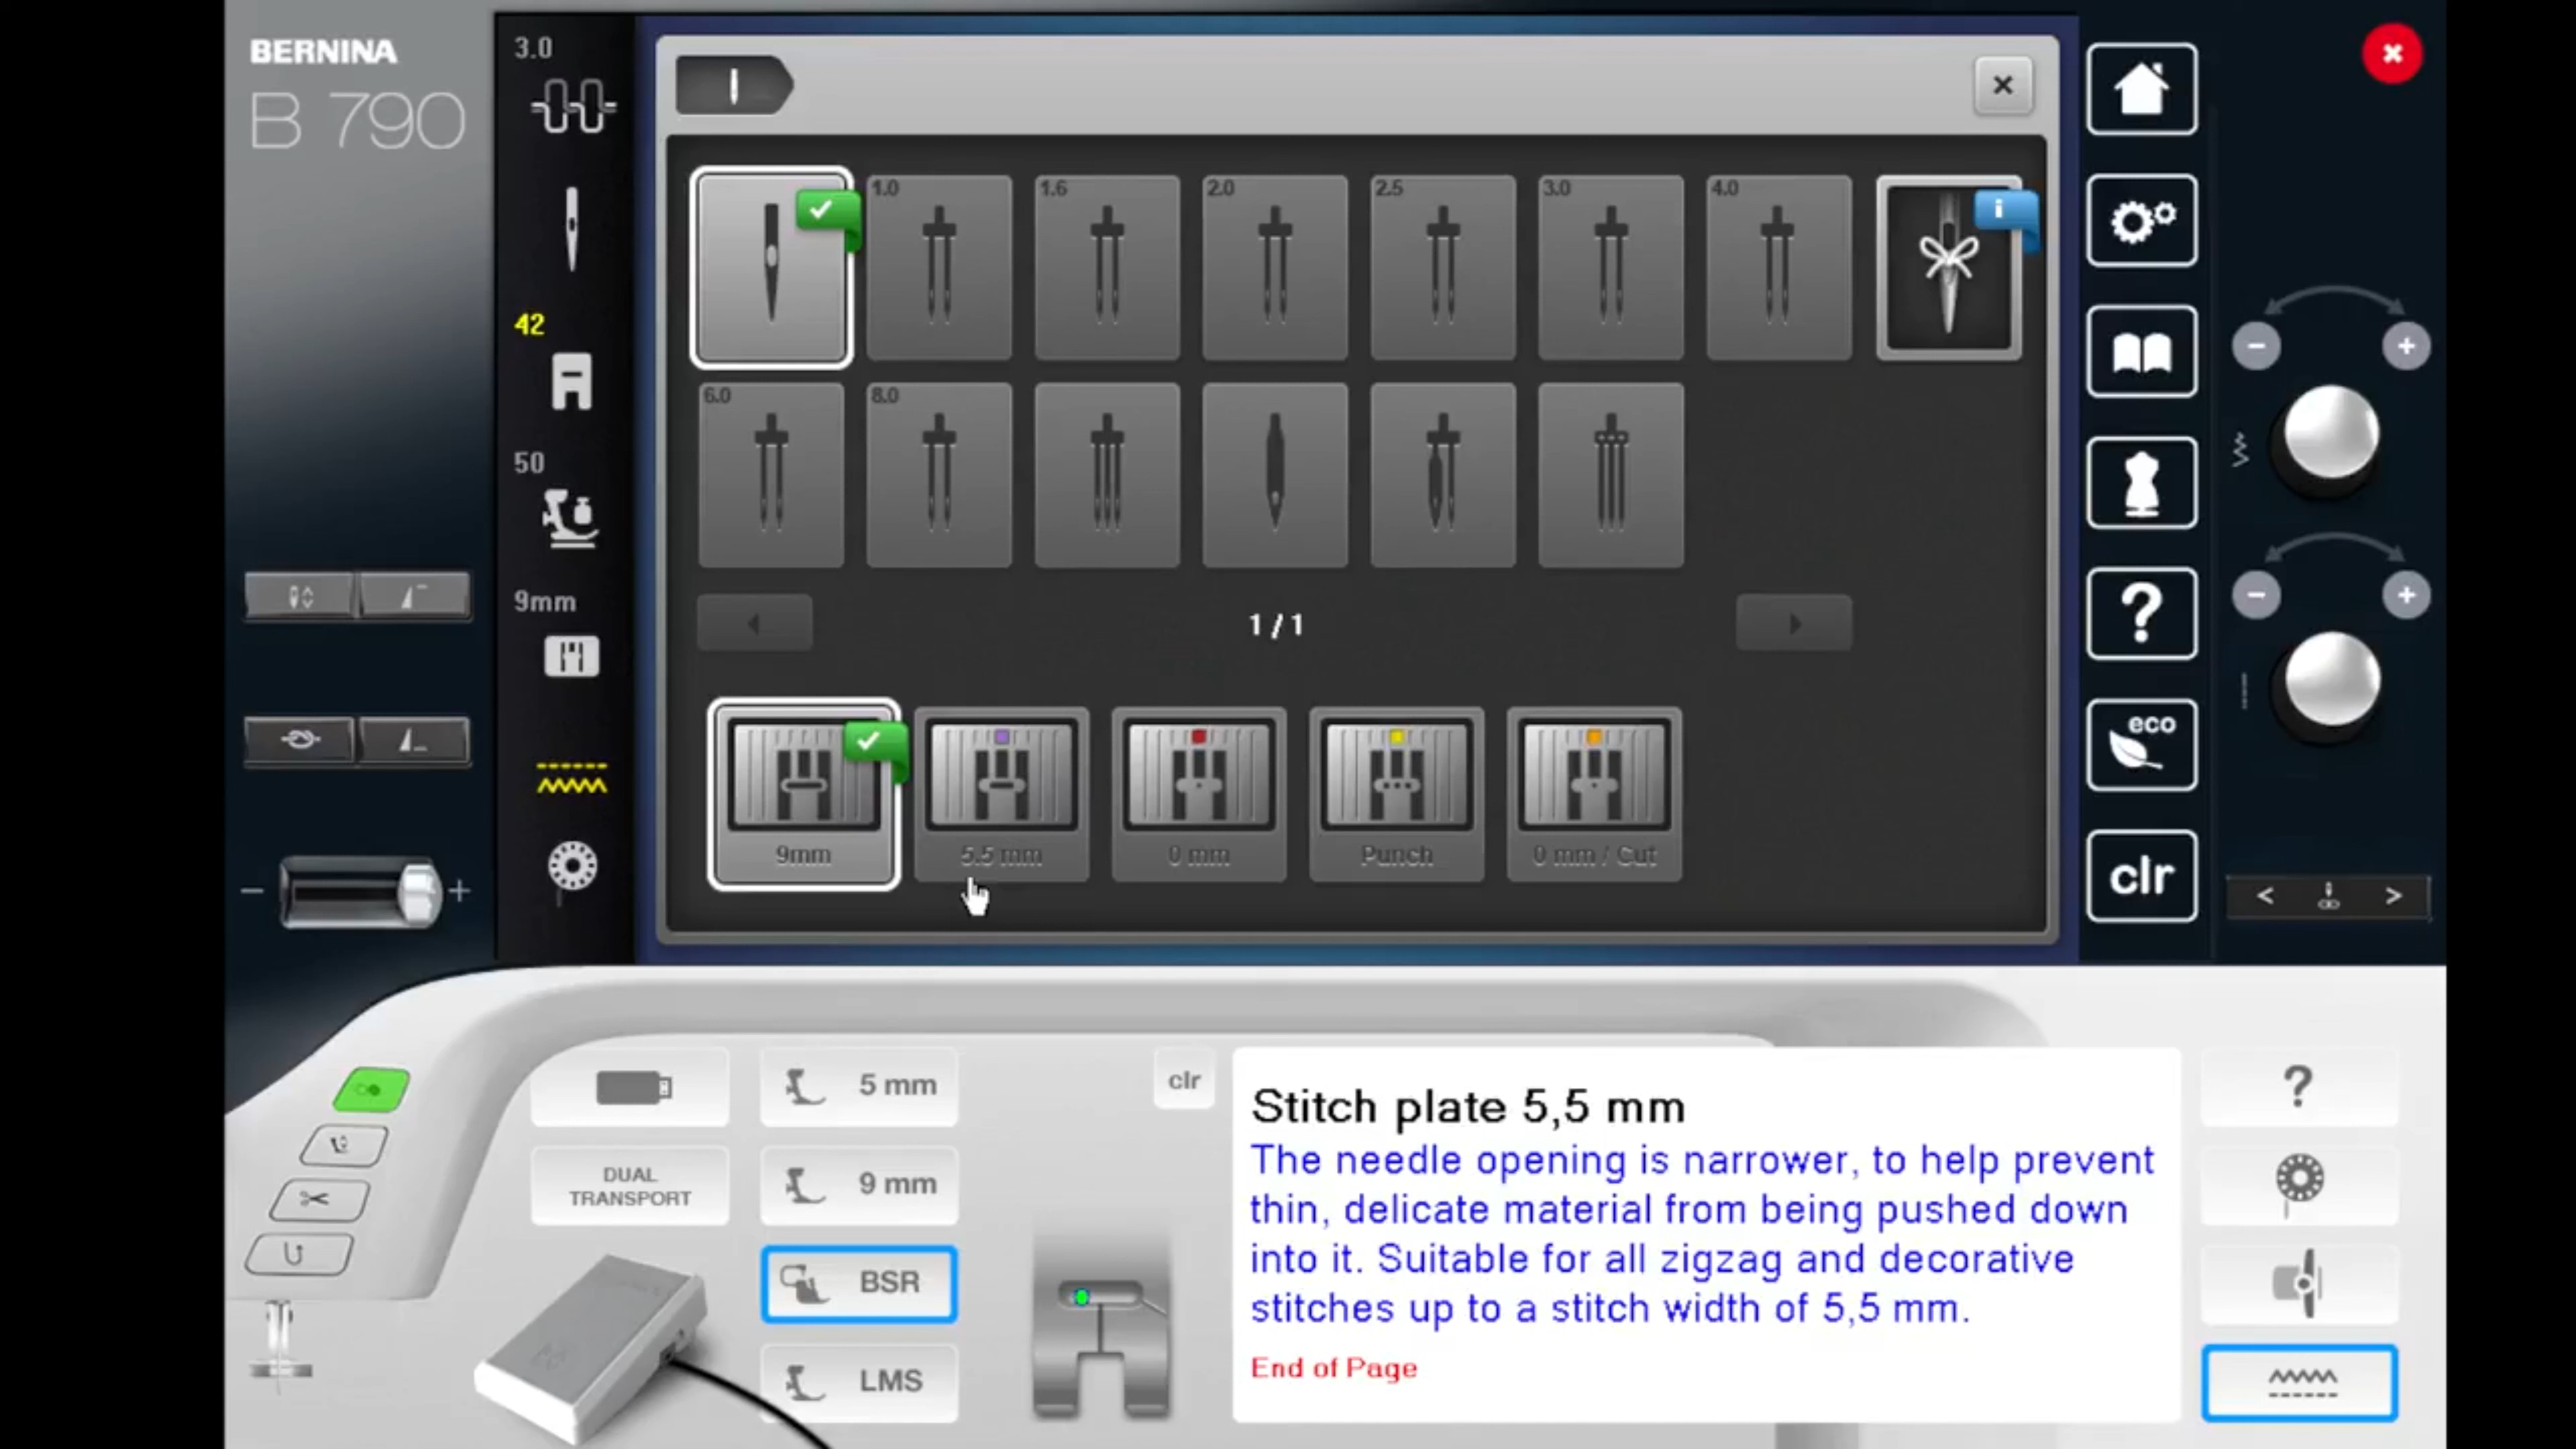 BERNINA
B 790
3.0
42
50
9mm
1.0
1.6
2.0
2.5
3.0
4.0
i
6.0
8.0
1 / 1
9mm
5.5 mm
0 mm
Punch
0 mm / Cut
?
eco
clr
DUAL
TRANSPORT
5 mm
9 mm
BSR
LMS
clr
Stitch plate 5,5 mm
The needle opening is narrower, to help prevent
thin, delicate material from being pushed down
into it. Suitable for all zigzag and decorative
stitches up to a stitch width of 5,5 mm.
End of Page
?